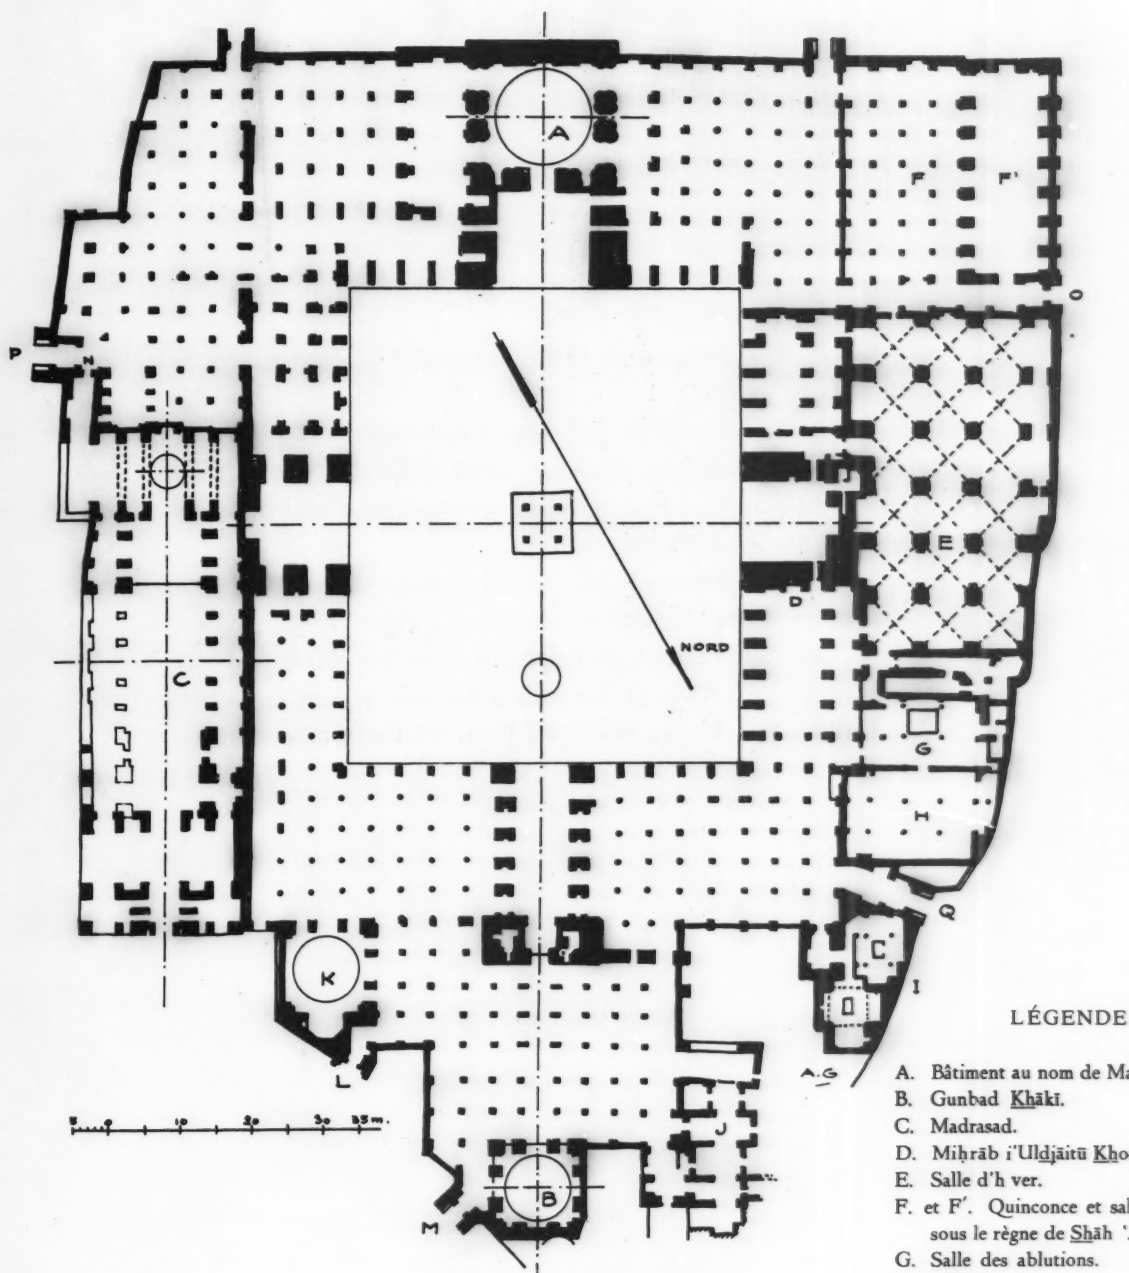 A
F
F'
O
P
N
E
D
NORD
C
G
H
Q
K
I
L
A.G
J
B
M
5
0
10
20
30
35 m.
LÉGENDE
A. Bâtiment au nom de Ma
B. Gunbad Khākī.
C. Madrasad.
D. Miḥrāb i'Uldjāitū Kho
E. Salle d'h ver.
F. et F'. Quinconce et sal
sous le règne de Shāh 'A
G. Salle des ablutions.